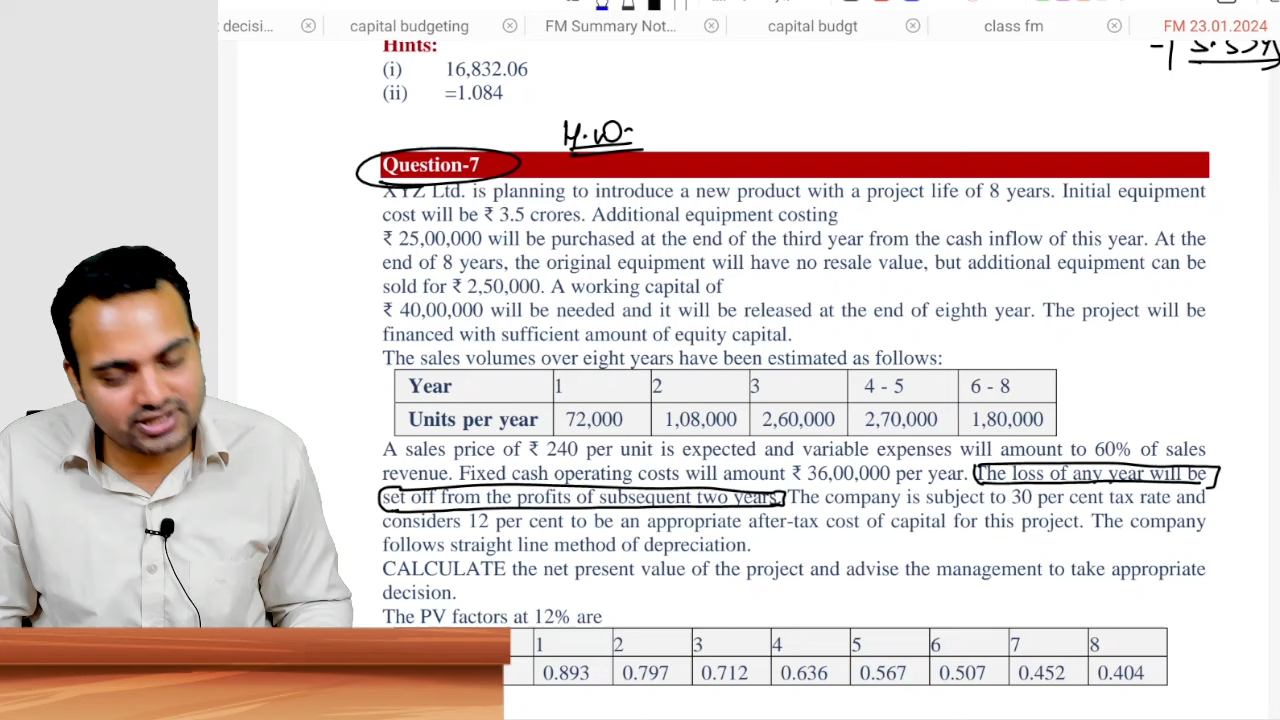 decisi...
capital budgeting
FM Summary Not...
capital budgt
class fm
FM 23.01.2024
Hints:
(i) 16,832.06
(ii) =1.084
H.W-
Question-7
XYZ Ltd. is planning to introduce a new product with a project life of 8 years. Initial equipment
cost will be ₹ 3.5 crores. Additional equipment costing
₹ 25,00,000 will be purchased at the end of the third year from the cash inflow of this year. At the
end of 8 years, the original equipment will have no resale value, but additional equipment can be
sold for ₹ 2,50,000. A working capital of
₹ 40,00,000 will be needed and it will be released at the end of eighth year. The project will be
financed with sufficient amount of equity capital.
The sales volumes over eight years have been estimated as follows:
Year 1 2 3 4 - 5 6 - 8
Units per year 72,000 1,08,000 2,60,000 2,70,000 1,80,000
A sales price of ₹ 240 per unit is expected and variable expenses will amount to 60% of sales
revenue. Fixed cash operating costs will amount ₹ 36,00,000 per year. The loss of any year will be
set off from the profits of subsequent two years. The company is subject to 30 per cent tax rate and
considers 12 per cent to be an appropriate after-tax cost of capital for this project. The company
follows straight line method of depreciation.
CALCULATE the net present value of the project and advise the management to take appropriate
decision.
The PV factors at 12% are
1 2 3 4 5 6 7 8
0.893 0.797 0.712 0.636 0.567 0.507 0.452 0.404